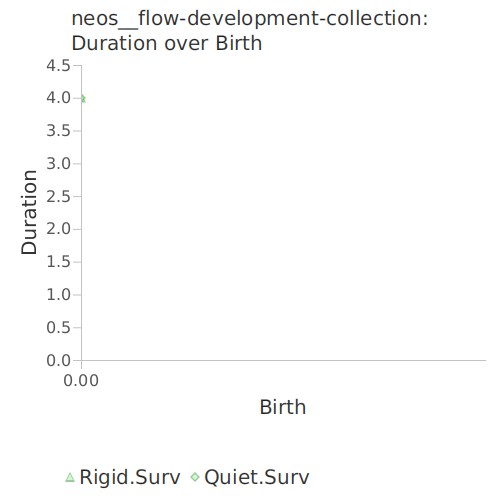 neos__flow-development-collection:
Duration over Birth
4.5
4.0
3.5
3.0
2.5
2.0
1.5
1.0
0.5
0.0
Duration
0.00
Birth
Rigid.Surv Quiet.Surv